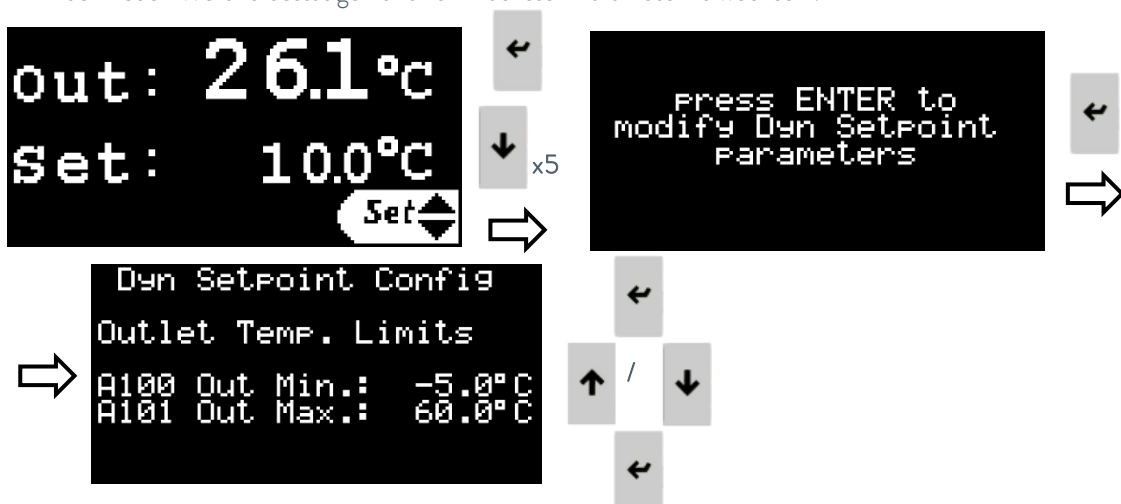 out: 26.1°C
Set: 10.0°C
Set
x5
press ENTER to
modify Dyn Setpoint
parameters
Dyn Setpoint Config
Outlet Temp. Limits
A100 Out Min.: -5.0°C
A101 Out Max.: 60.0°C
/